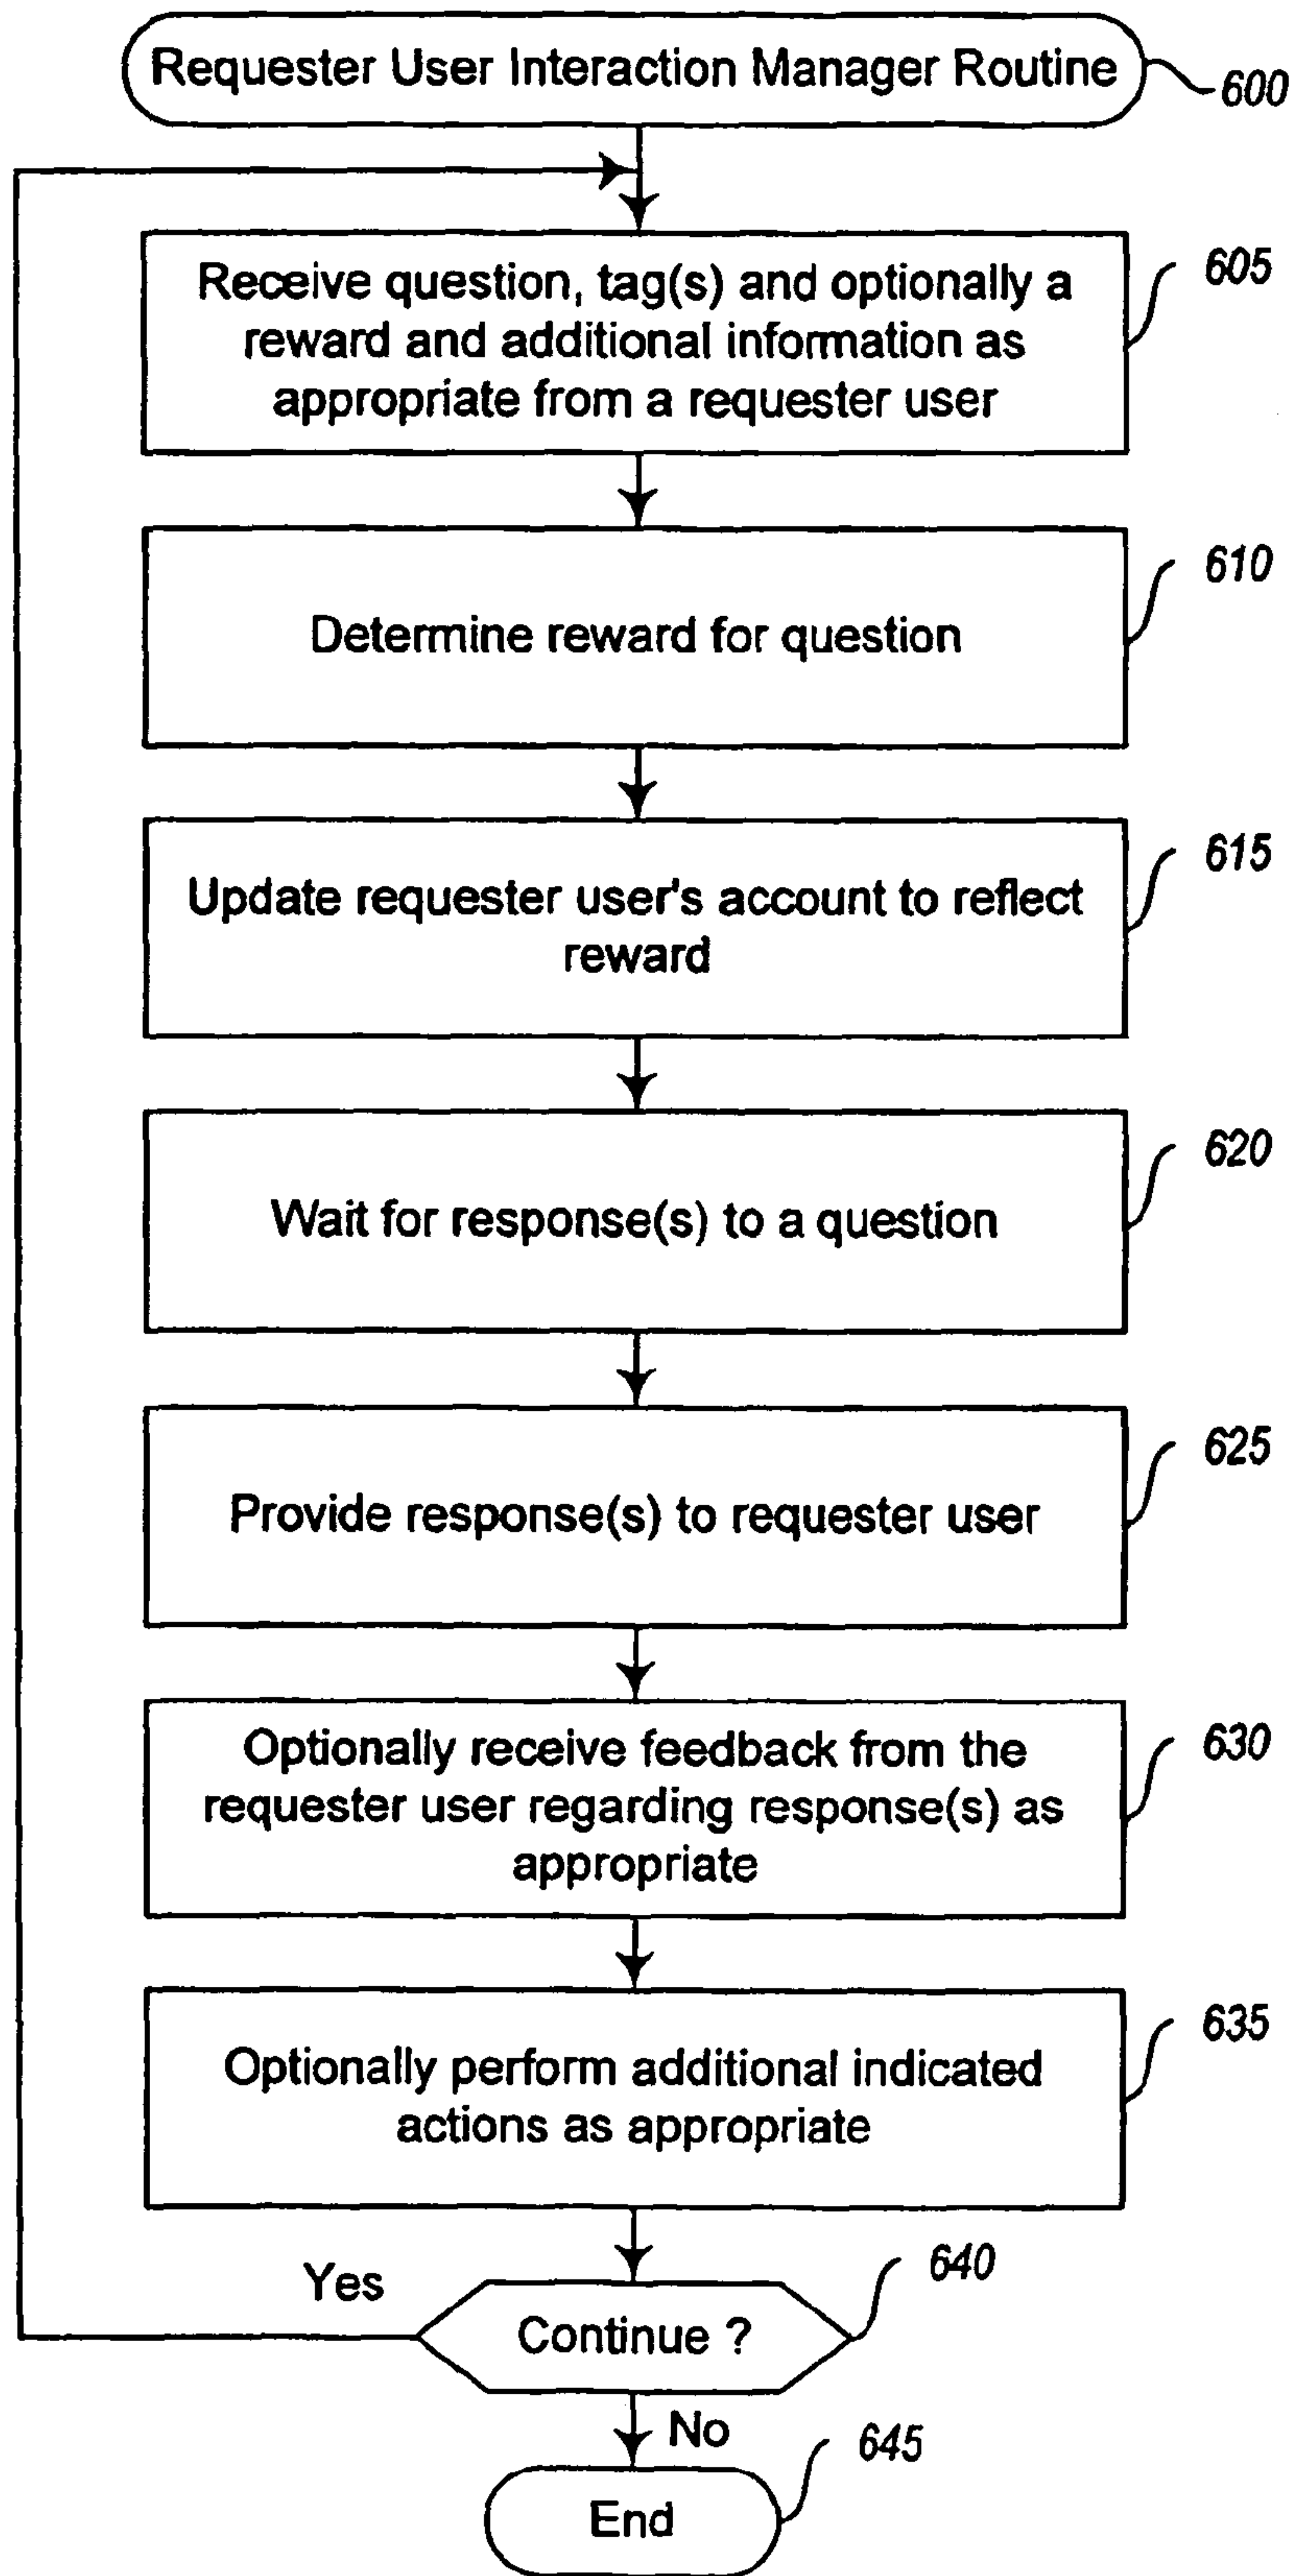 Requester User Interaction Manager Routine
600
Receive question, tag(s) and optionally a
reward and additional information as
appropriate from a requester user
605
Determine reward for question
610
Update requester user's account to reflect
reward
615
Wait for response(s) to a question
620
Provide response(s) to requester user
625
Optionally receive feedback from the
requester user regarding response(s) as
appropriate
630
Optionally perform additional indicated
actions as appropriate
635
Yes
Continue ?
640
No
End
645